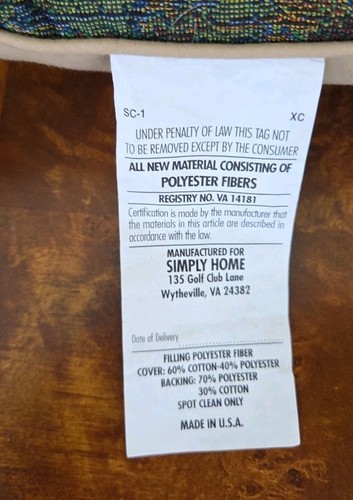 SC-1 XC
UNDER PENALTY OF LAW THIS TAG NOT
TO BE REMOVED EXCEPT BY THE CONSUMER
ALL NEW MATERIAL CONSISTING OF
POLYESTER FIBERS
REGISTRY NO. VA 14181
Certification is made by the manufacturer that
the materials in this article are described in
accordance with the law.
MANUFACTURED FOR
SIMPLY HOME
135 Golf Club Lane
Wytheville, VA 24382
Date of Delivery
FILLING POLYESTER FIBER
COVER: 60% COTTON-40% POLYESTER
BACKING: 70% POLYESTER
30% COTTON
SPOT CLEAN ONLY
MADE IN U.S.A.